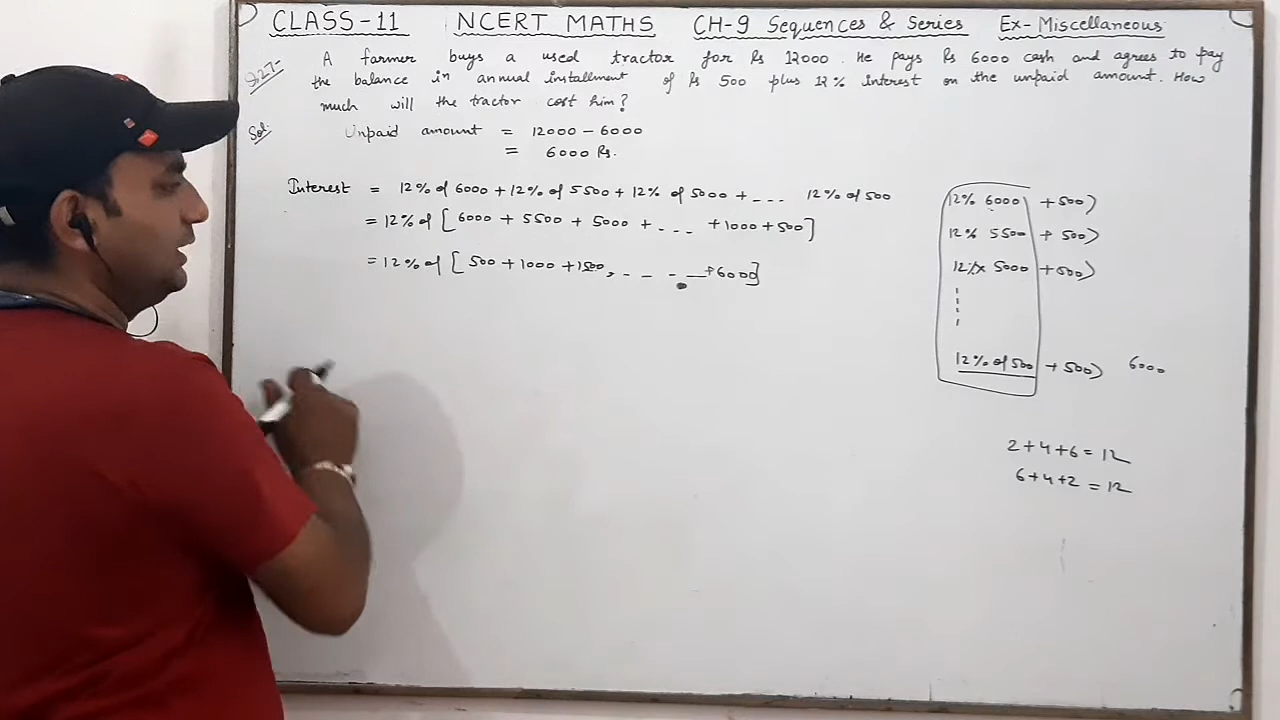 CLASS-11 NCERT MATHS CH-9 Sequences & Series Ex- Miscellaneous
Q.27- A farmer buys a used tractor for Rs 12000. He pays Rs 6000 cash and agrees to pay
the balance in annual installment of Rs 500 plus 12% interest on the unpaid amount. How
much will the tractor cost him?
Sol: Unpaid amount = 12000 - 6000
= 6000 Rs.
Interest = 12% of 6000 + 12% of 5500 + 12% of 5000 + - - - 12% of 500
= 12% of [ 6000 + 5500 + 5000 + - - - + 1000 + 500 ]
= 12% of [ 500 + 1000 + 1500, - - - - + 6000 ]
12% 6000 + 500)
12% 5500 + 500)
12% 5000 + 500)
12% of 500 + 500) 6000
2 + 4 + 6 = 12
6 + 4 + 2 = 12